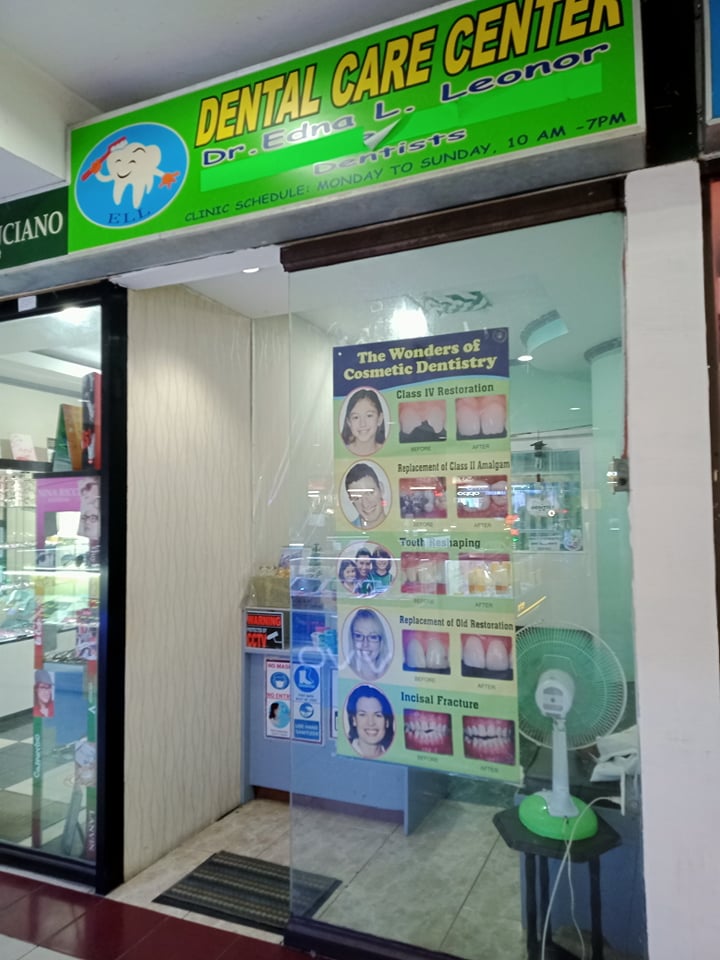 DENTAL CARE CENTER
Dr. Edna L. Leonor
Dentists
CLINIC SCHEDULE: MONDAY TO SUNDAY, 10 AM -7PM
ELL
CIANO
The Wonders of
Cosmetic Dentistry
Class IV Restoration
BEFORE AFTER
Replacement of Class II Amalgam
BEFORE AFTER
Tooth Reshaping
BEFORE AFTER
Replacement of Old Restoration
BEFORE AFTER
Incisal Fracture
BEFORE AFTER
WARNING
CCTV
NO MASK
NO ENTRY
USE HAND
SANITIZER
NINA RICCI
LANVIN